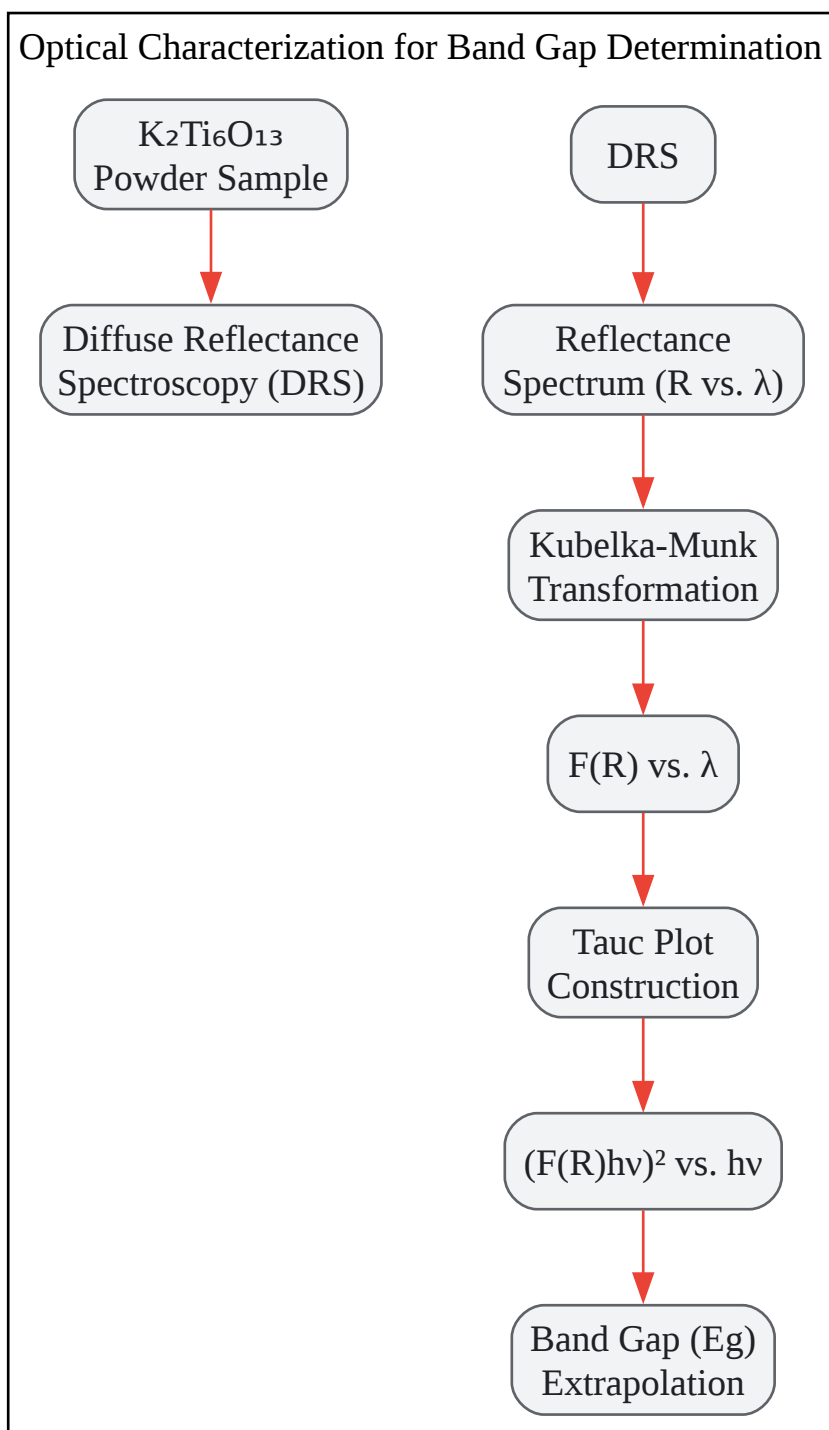 Optical Characterization for Band Gap Determination
K₂Ti₆O₁₃
Powder Sample
Diffuse Reflectance
Spectroscopy (DRS)
DRS
Reflectance
Spectrum (R vs. λ)
Kubelka-Munk
Transformation
F(R) vs. λ
Tauc Plot
Construction
(F(R)hν)² vs. hν
Band Gap (Eg)
Extrapolation